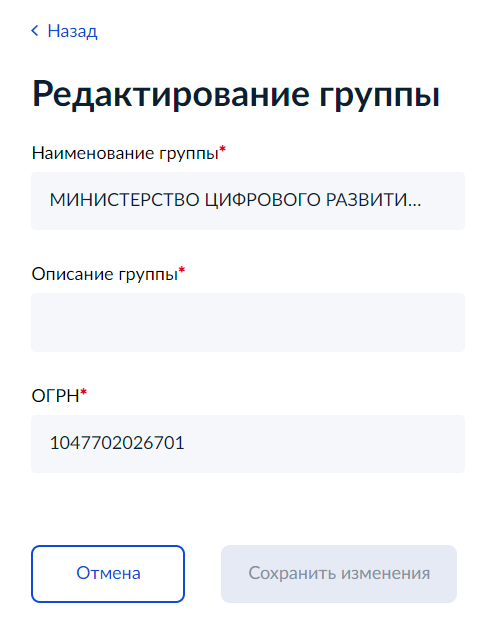 Назад
Редактирование группы
Наименование группы*
МИНИСТЕРСТВО ЦИФРОВОГО РАЗВИТИ...
Описание группы*
ОГРН*
1047702026701
Отмена Сохранить изменения